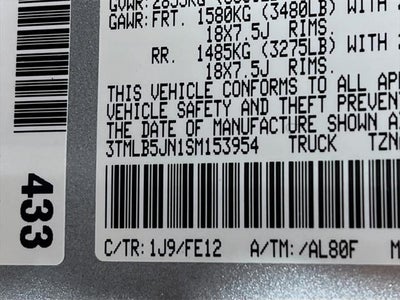 GAWR: FRT. 1580KG (3480LB) WITH
18X7.5J RIMS.
RR. 1485KG (3275LB) WITH
18X7.5J RIMS.
THIS VEHICLE CONFORMS TO ALL
VEHICLE SAFETY AND THEFT
THE DATE OF MANUFACTURE SHOWN
3TMLB5JN1SM153954 TRUCK
C/TR: 1J9/FE12 A/TM: /AL80F
433